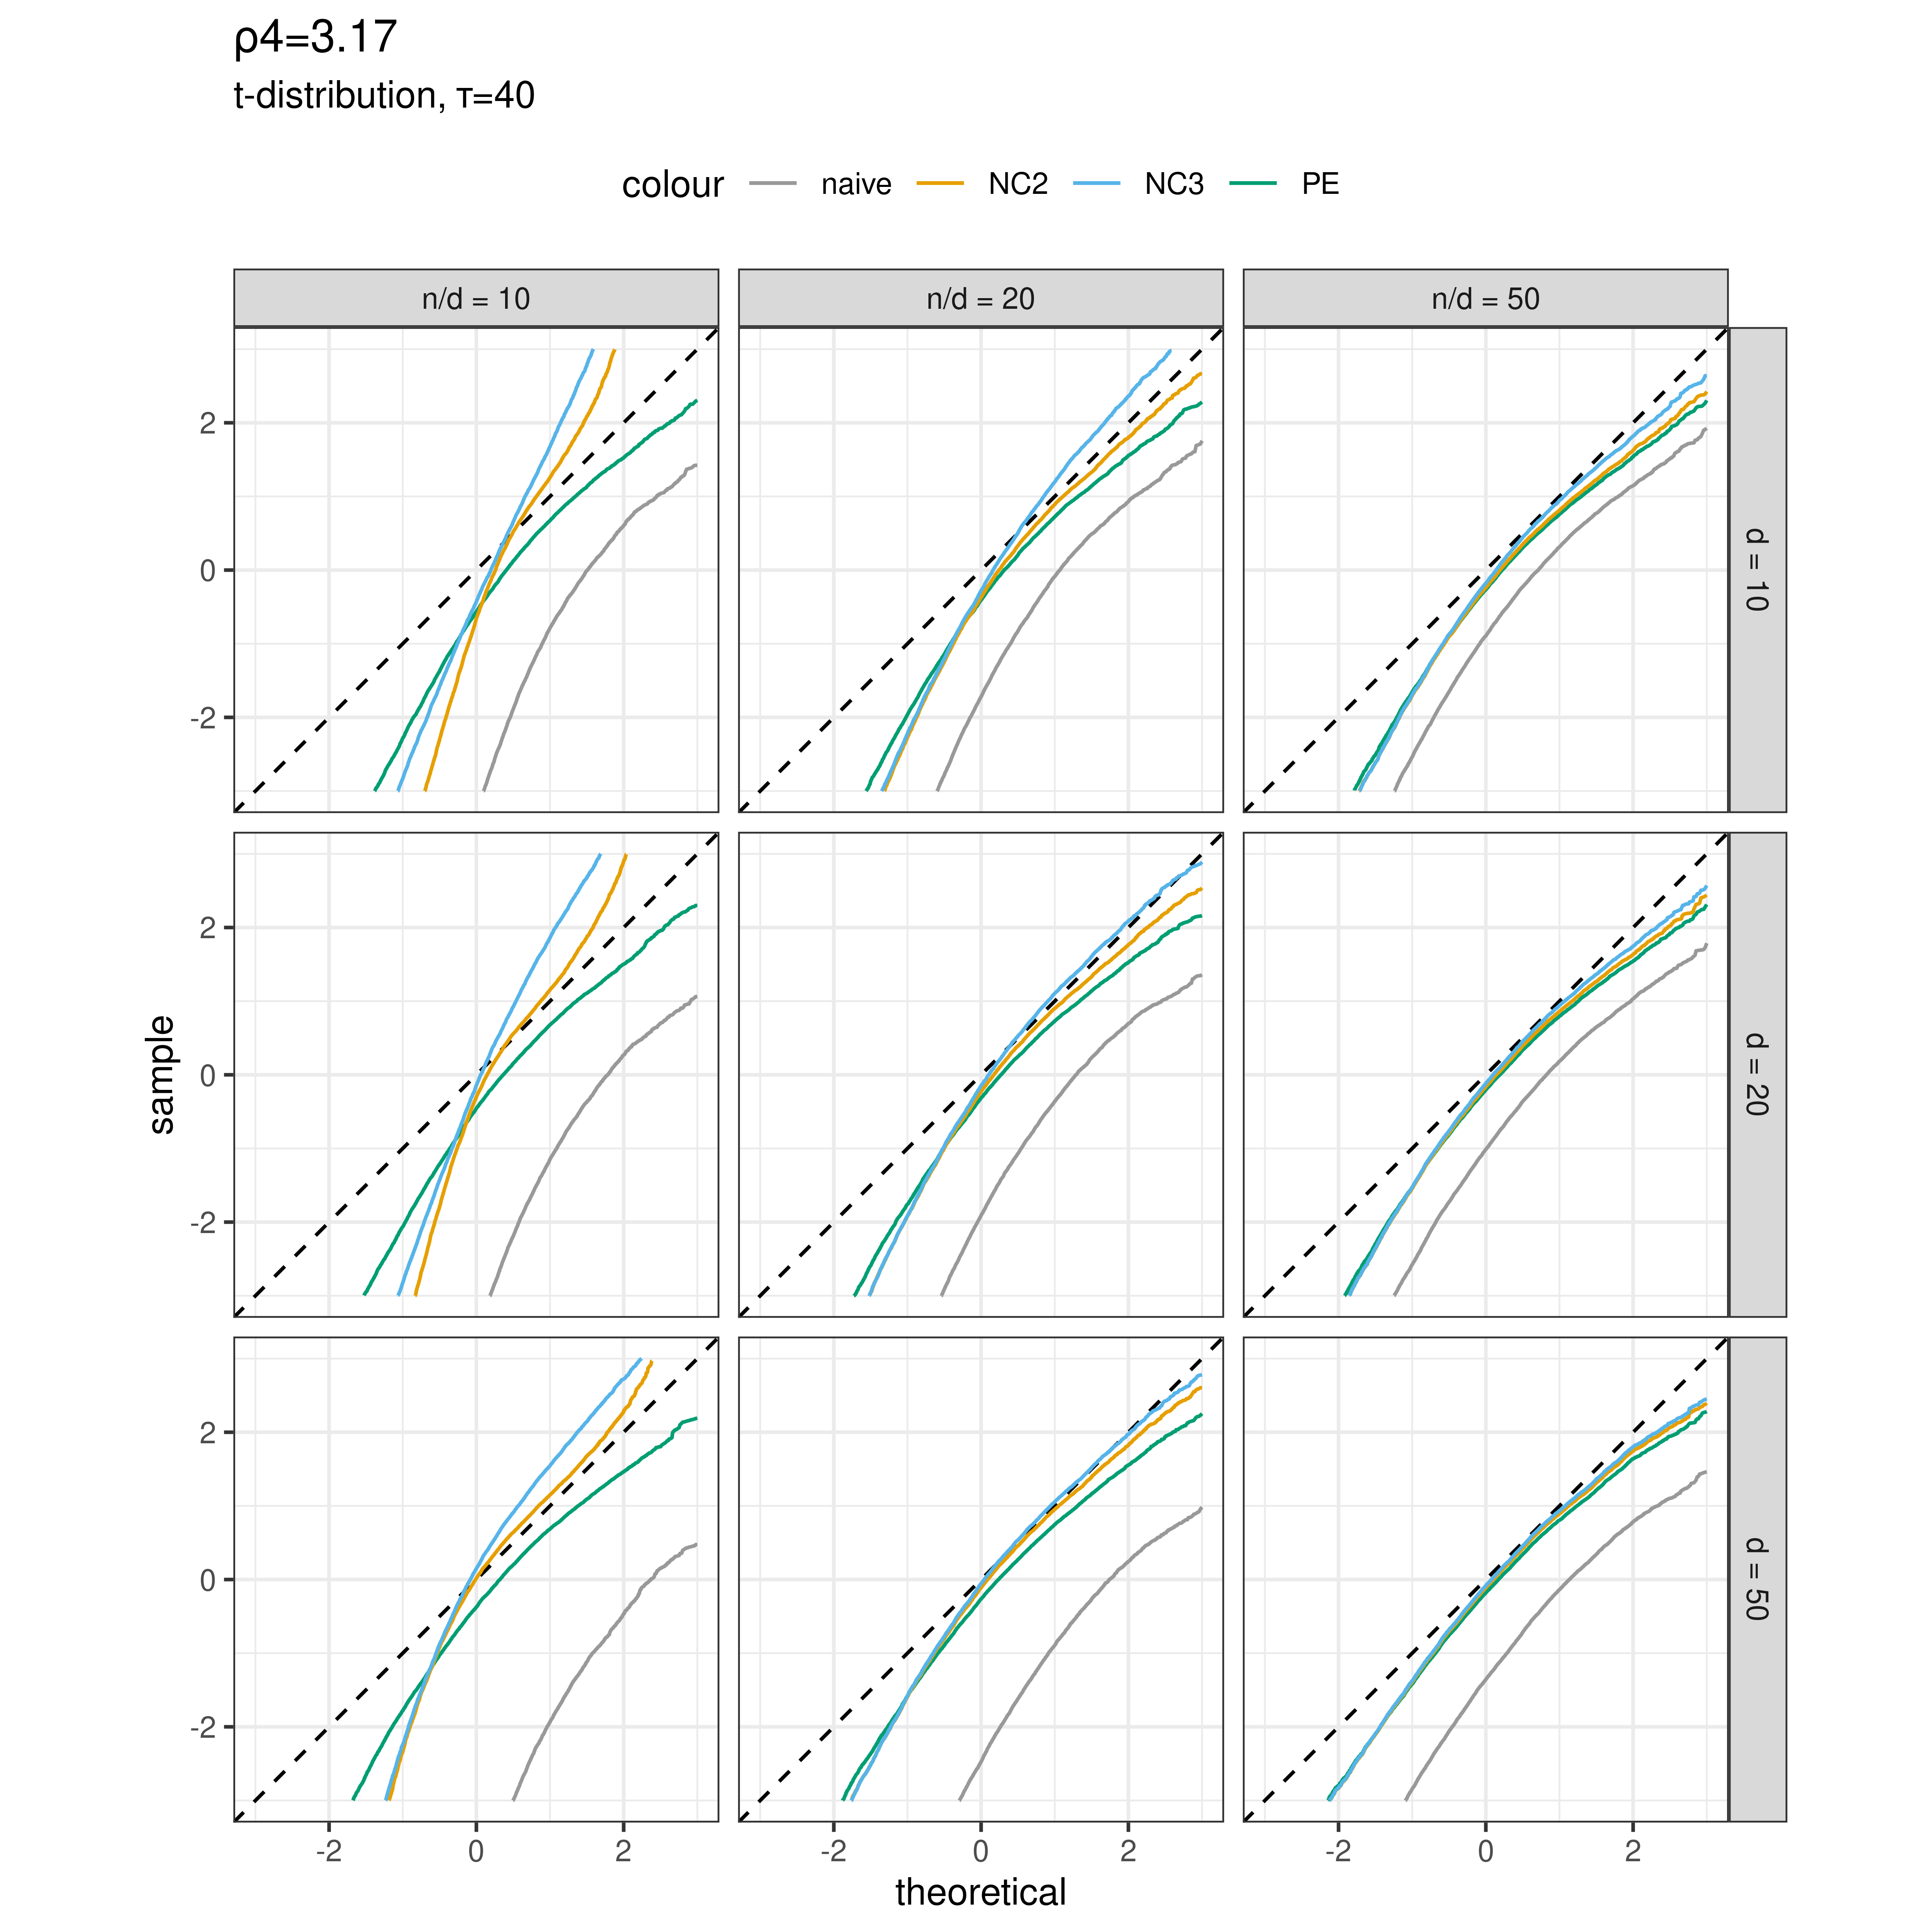 ρ4=3.17
t-distribution, τ=40
colour naive NC2 NC3 PE
n/d = 10 n/d = 20 n/d = 50
2
0
-2
d = 10
2
0
-2
d = 20
2
0
-2
d = 50
sample
-2 0 2 -2 0 2 -2 0 2
theoretical